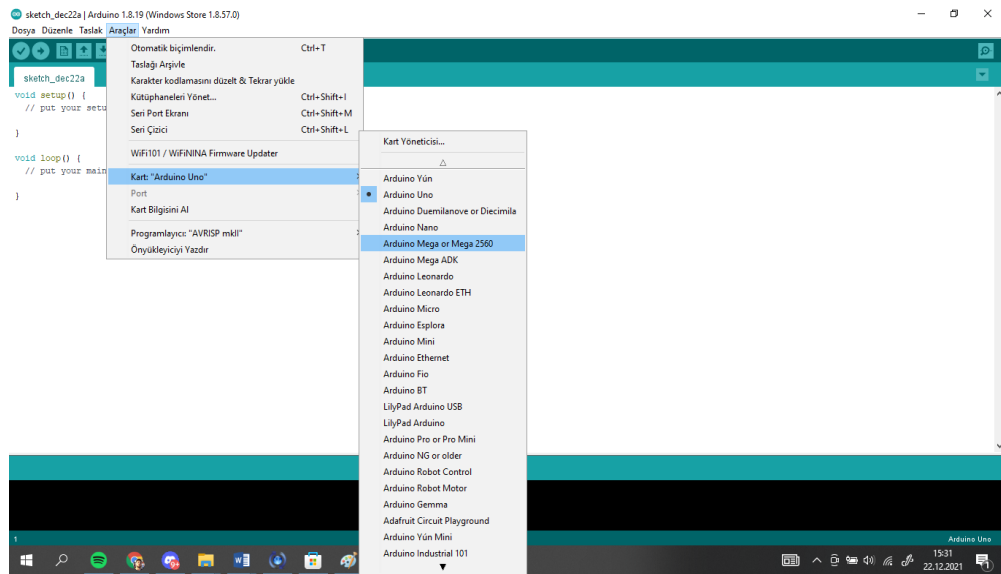 sketch_dec22a | Arduino 1.8.19 (Windows Store 1.8.57.0)
Dosya Düzenle Taslak Araçlar Yardım
sketch_dec22a
void setup() {
// put your setu
}
void loop() {
// put your main
}
Otomatik biçimlendir. Ctrl+T
Taslağı Arşivle
Karakter kodlamasını düzelt & Tekrar yükle
Kütüphaneleri Yönet... Ctrl+Shift+I
Seri Port Ekranı Ctrl+Shift+M
Seri Çizici Ctrl+Shift+L
WiFi101 / WiFiNINA Firmware Updater
Kart: "Arduino Uno"
Port
Kart Bilgisini Al
Programlayıcı: "AVRISP mkII"
Önyükleyiciyi Yazdır
Kart Yöneticisi...
Arduino Yún
Arduino Uno
Arduino Duemilanove or Diecimila
Arduino Nano
Arduino Mega or Mega 2560
Arduino Mega ADK
Arduino Leonardo
Arduino Leonardo ETH
Arduino Micro
Arduino Esplora
Arduino Mini
Arduino Ethernet
Arduino Fio
Arduino BT
LilyPad Arduino USB
LilyPad Arduino
Arduino Pro or Pro Mini
Arduino NG or older
Arduino Robot Control
Arduino Robot Motor
Arduino Gemma
Adafruit Circuit Playground
Arduino Yún Mini
Arduino Industrial 101
1
Arduino Uno
15:31
22.12.2021